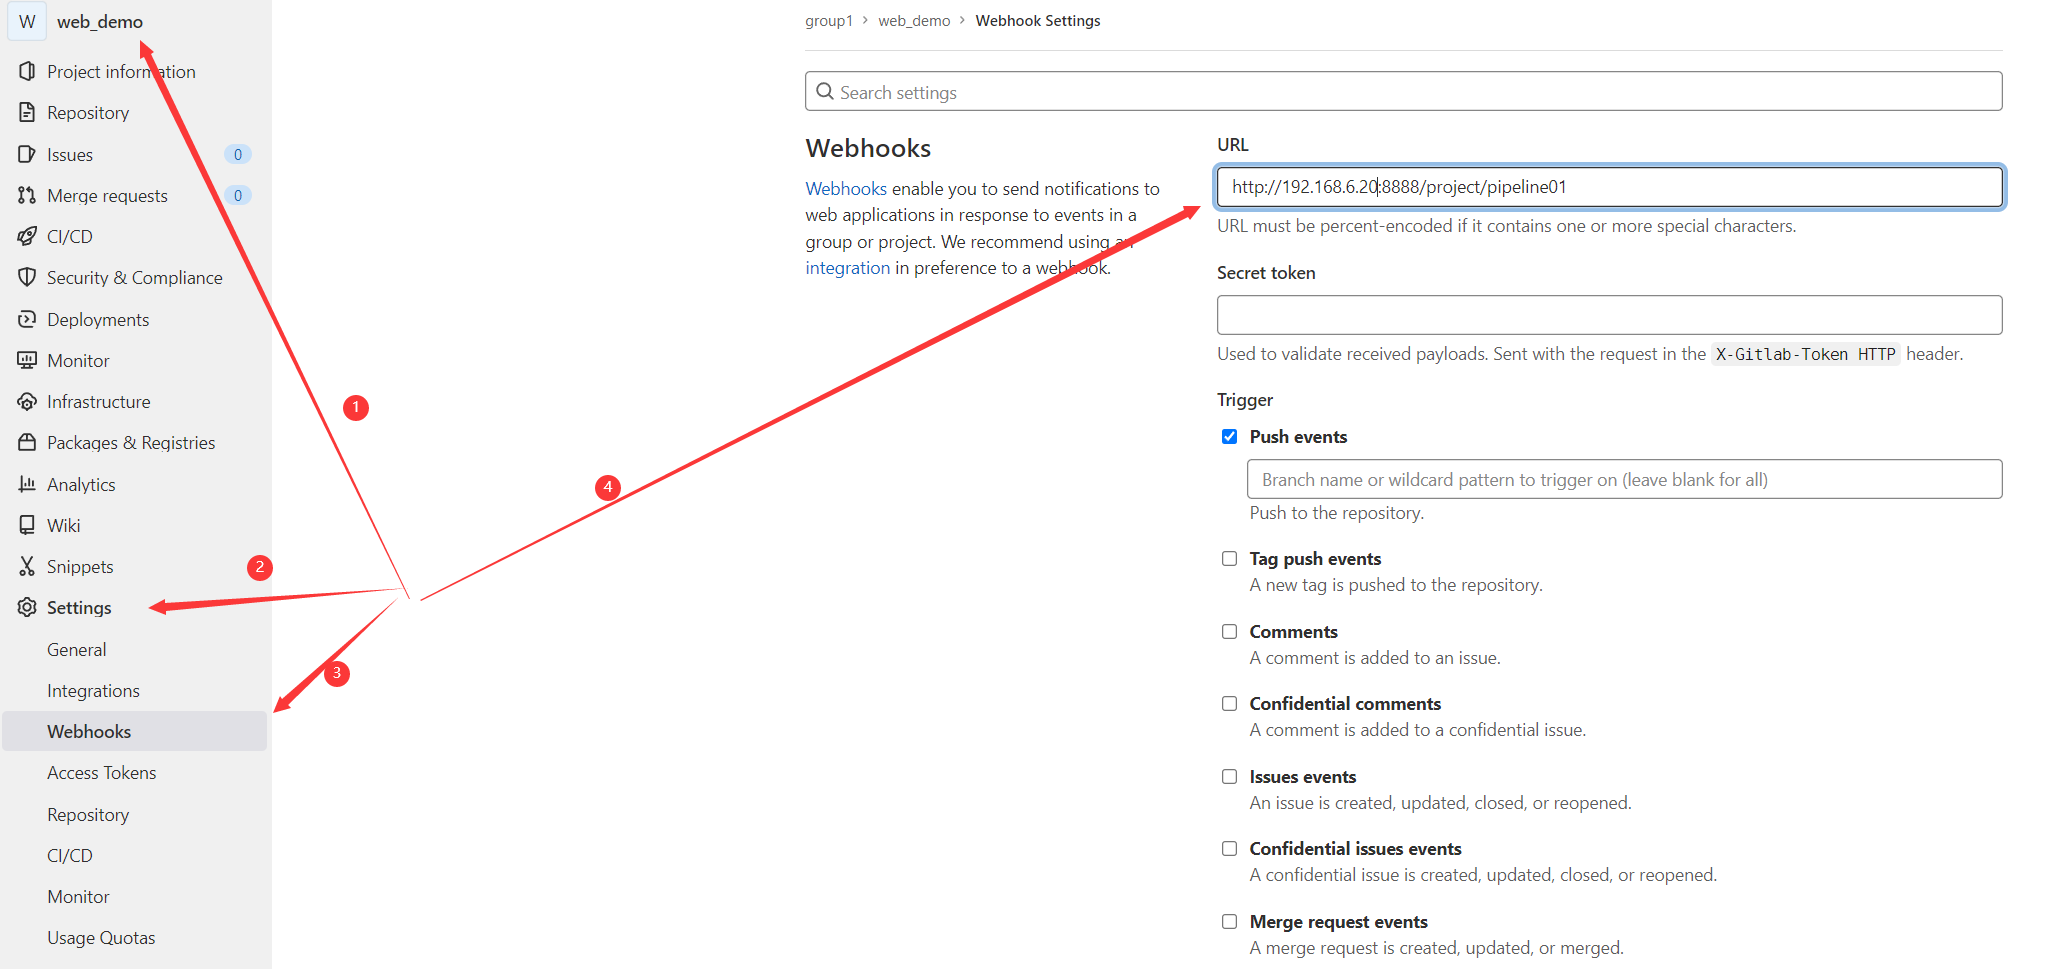 W web_demo
Project information
Repository
Issues 0
Merge requests 0
CI/CD
Security & Compliance
Deployments
Monitor
Infrastructure
Packages & Registries
Analytics
Wiki
Snippets
Settings
General
Integrations
Webhooks
Access Tokens
Repository
CI/CD
Monitor
Usage Quotas
1
2
3
4
group1 > web_demo > Webhook Settings
Search settings
Webhooks
Webhooks enable you to send notifications to
web applications in response to events in a
group or project. We recommend using an
integration in preference to a webhook.
URL
http://192.168.6.20:8888/project/pipeline01
URL must be percent-encoded if it contains one or more special characters.
Secret token
Used to validate received payloads. Sent with the request in the X-Gitlab-Token HTTP header.
Trigger
Push events
Branch name or wildcard pattern to trigger on (leave blank for all)
Push to the repository.
Tag push events
A new tag is pushed to the repository.
Comments
A comment is added to an issue.
Confidential comments
A comment is added to a confidential issue.
Issues events
An issue is created, updated, closed, or reopened.
Confidential issues events
A confidential issue is created, updated, closed, or reopened.
Merge request events
A merge request is created, updated, or merged.